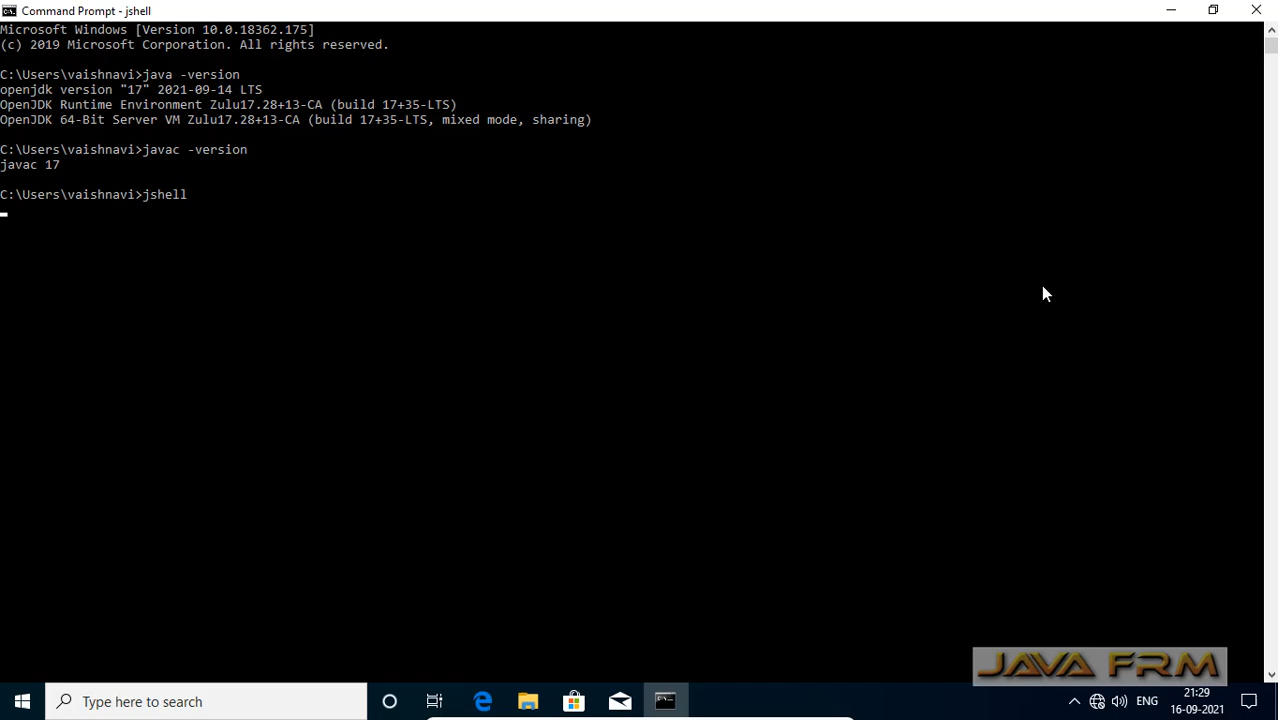 Command Prompt - jshell
Microsoft Windows [Version 10.0.18362.175]
(c) 2019 Microsoft Corporation. All rights reserved.
C:\Users\vaishnavi>java -version
openjdk version "17" 2021-09-14 LTS
OpenJDK Runtime Environment Zulu17.28+13-CA (build 17+35-LTS)
OpenJDK 64-Bit Server VM Zulu17.28+13-CA (build 17+35-LTS, mixed mode, sharing)
C:\Users\vaishnavi>javac -version
javac 17
C:\Users\vaishnavi>jshell
JAVA FRM
Type here to search
ENG
21:29
16-09-2021